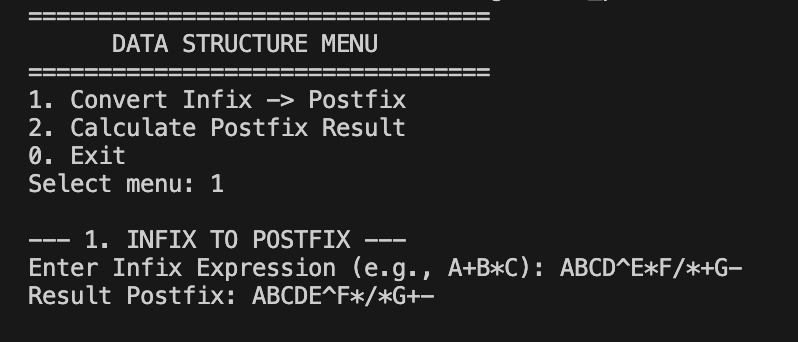 =================================
DATA STRUCTURE MENU
=================================
1. Convert Infix -> Postfix
2. Calculate Postfix Result
0. Exit
Select menu: 1
--- 1. INFIX TO POSTFIX ---
Enter Infix Expression (e.g., A+B*C): ABCD^E*F/*+G-
Result Postfix: ABCDE^F*/*G+-